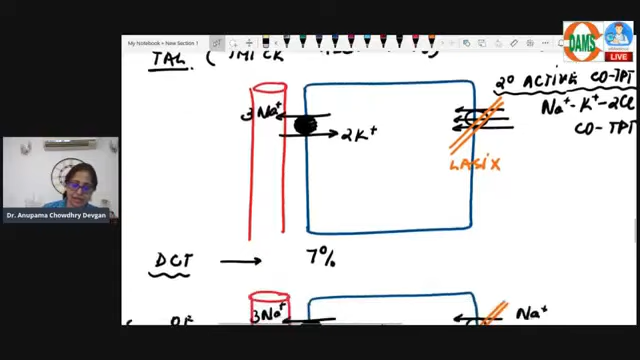 My Notebook » New Section 1
DAMS
LIVE
TAL (THICK
2° ACTIVE CO-TPT
Na⁺-K⁺-2Cl
CO-TPT
3Na⁺
2K⁺
LASIX
Dr. Anupama Chowdhry Devgan
DCT → 7%
3Na⁺
Na⁺